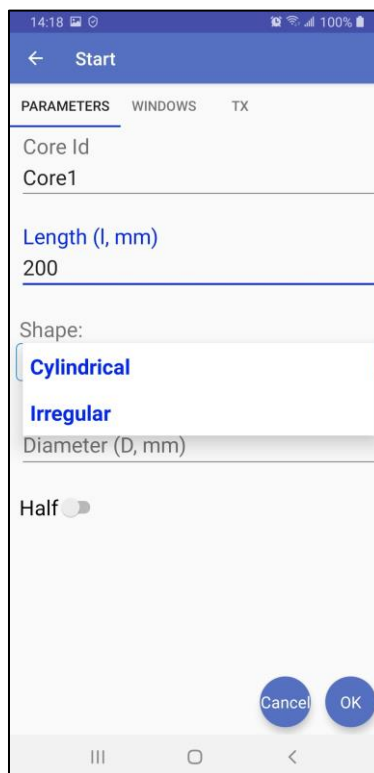 14:18 100%
Start
PARAMETERS WINDOWS TX
Core Id
Core1
Length (l, mm)
200
Shape:
Cylindrical
Irregular
Diameter (D, mm)
Half
Cancel OK